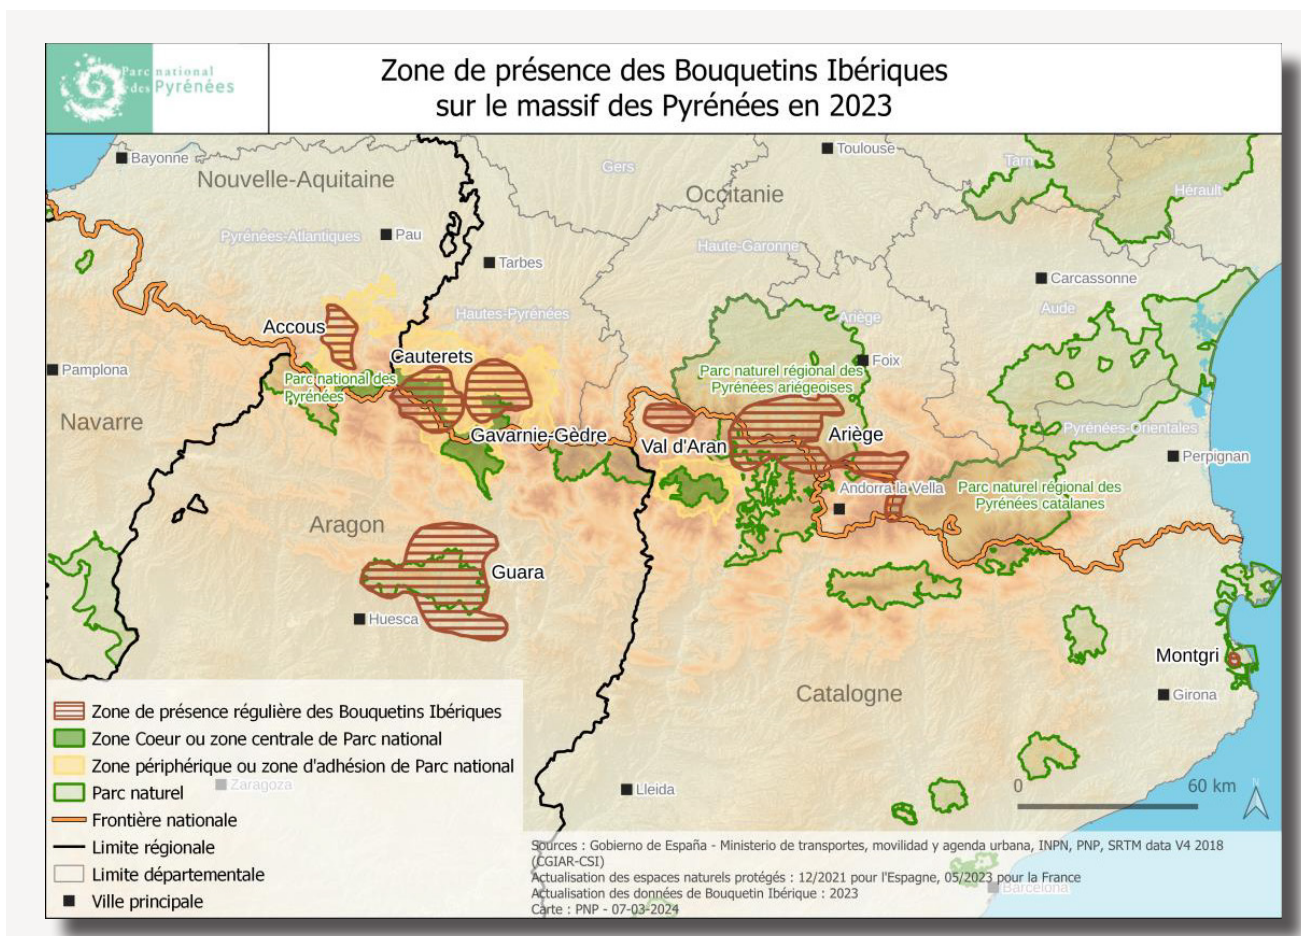 Parc national
des Pyrénées
Zone de présence des Bouquetins Ibériques
sur le massif des Pyrénées en 2023
Bayonne
Toulouse
Nouvelle-Aquitaine
Gers
Tarn
Occitanie
Hérault
Pyrénées-Atlantiques
Pau
Haute-Garonne
Tarbes
Carcassonne
Hautes-Pyrénées
Ariège
Aude
Accous
Cauterets
Foix
Pamplona
Parc national des
Pyrénées
Parc naturel régional des
Pyrénées ariégeoises
Navarre
Gavarnie-Gèdre
Val d'Aran
Ariège
Pyrénées-Orientales
Perpignan
Andorra la Vella
Parc naturel régional des
Pyrénées catalanes
Aragon
Guara
Huesca
Montgri
Catalogne
Girona
Zone de présence régulière des Bouquetins Ibériques
Zone Coeur ou zone centrale de Parc national
Zone périphérique ou zone d'adhésion de Parc national
Parc naturel
Zaragoza
Frontière nationale
Limite régionale
Limite départementale
Ville principale
Lleida
0 60 km
N
Sources : Gobierno de España - Ministerio de transportes, movilidad y agenda urbana, INPN, PNP, SRTM data V4 2018
(CGIAR-CSI)
Actualisation des espaces naturels protégés : 12/2021 pour l'Espagne, 05/2023 pour la France
Barcelona
Actualisation des données de Bouquetin Ibérique : 2023
Carte : PNP - 07-03-2024